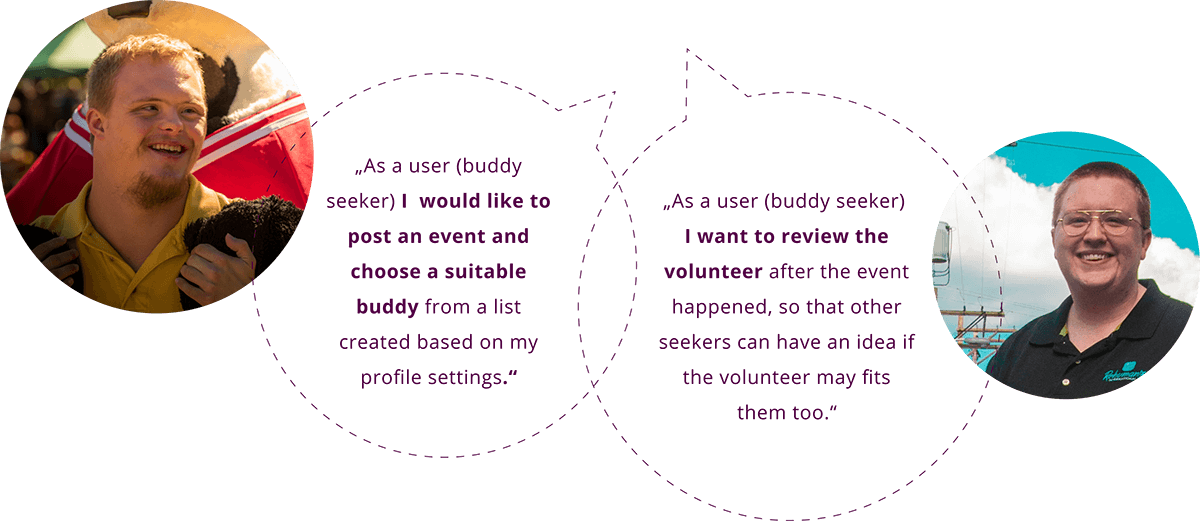 „As a user (buddy
seeker) I would like to
post an event and
choose a suitable
buddy from a list
created based on my
profile settings.“
„As a user (buddy seeker)
I want to review the
volunteer after the event
happened, so that other
seekers can have an idea if
the volunteer may fits
them too.“